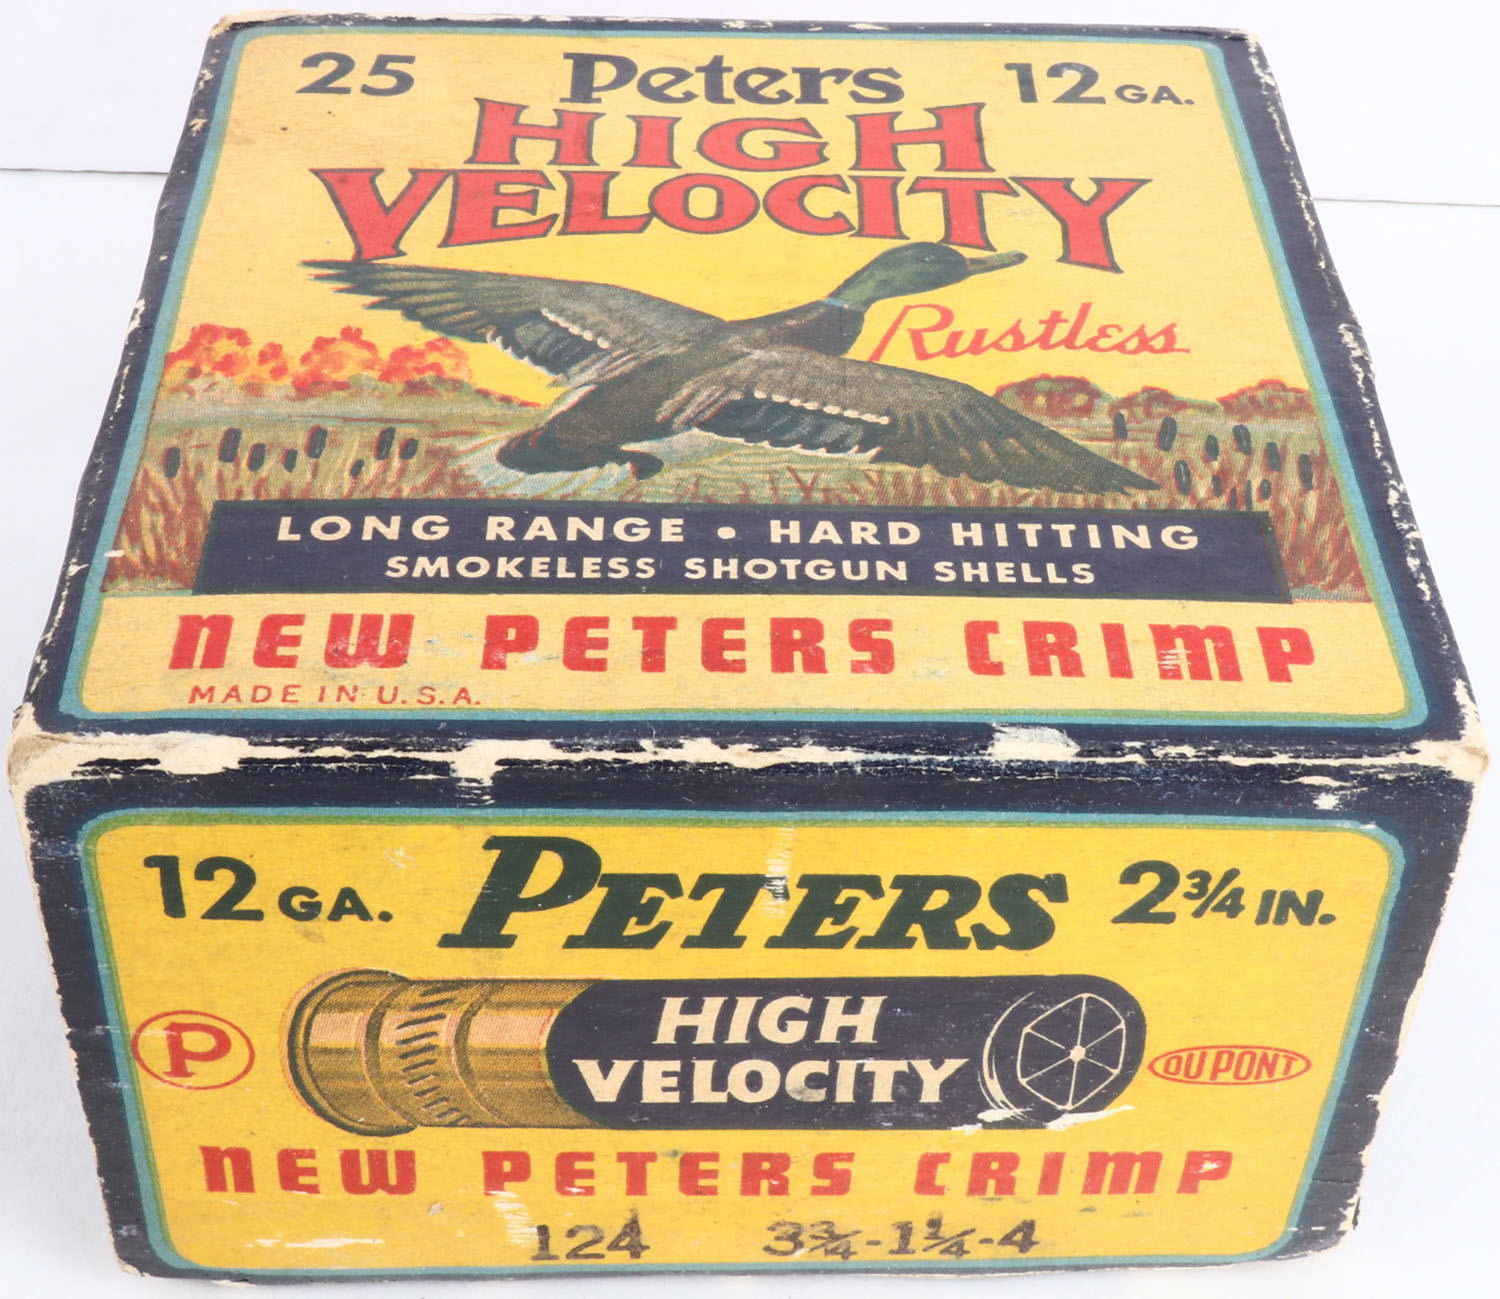 25 Peters 12 GA.
HIGH
VELOCITY
Rustless
LONG RANGE • HARD HITTING
SMOKELESS SHOTGUN SHELLS
NEW PETERS CRIMP
MADE IN U.S.A.
12 GA. PETERS 2¾ IN.
HIGH
VELOCITY
P
DU PONT
NEW PETERS CRIMP
124 3¾-1¼-4